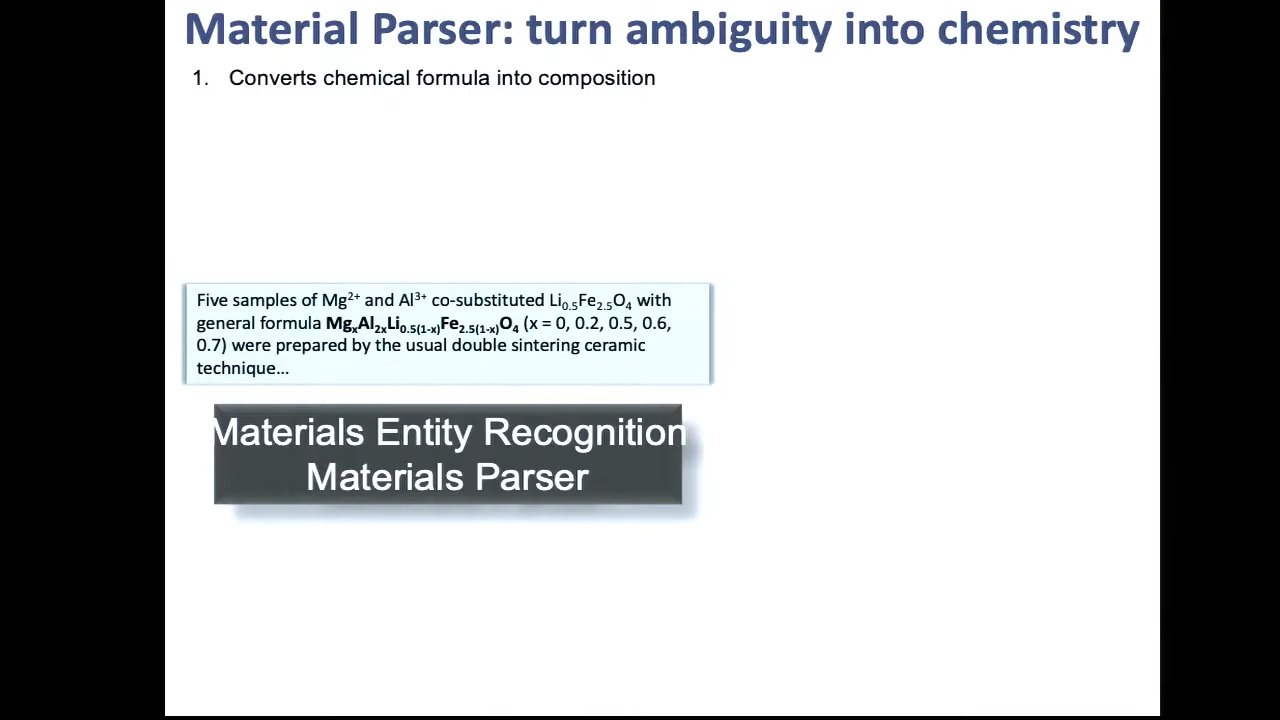 Material Parser: turn ambiguity into chemistry
1. Converts chemical formula into composition
Five samples of Mg²⁺ and Al³⁺ co-substituted Li₀.₅Fe₂.₅O₄ with
general formula MgₓAl₂ₓLi₀.₅₍₁₋ₓ₎Fe₂.₅₍₁₋ₓ₎O₄ (x = 0, 0.2, 0.5, 0.6,
0.7) were prepared by the usual double sintering ceramic
technique...
Materials Entity Recognition
Materials Parser